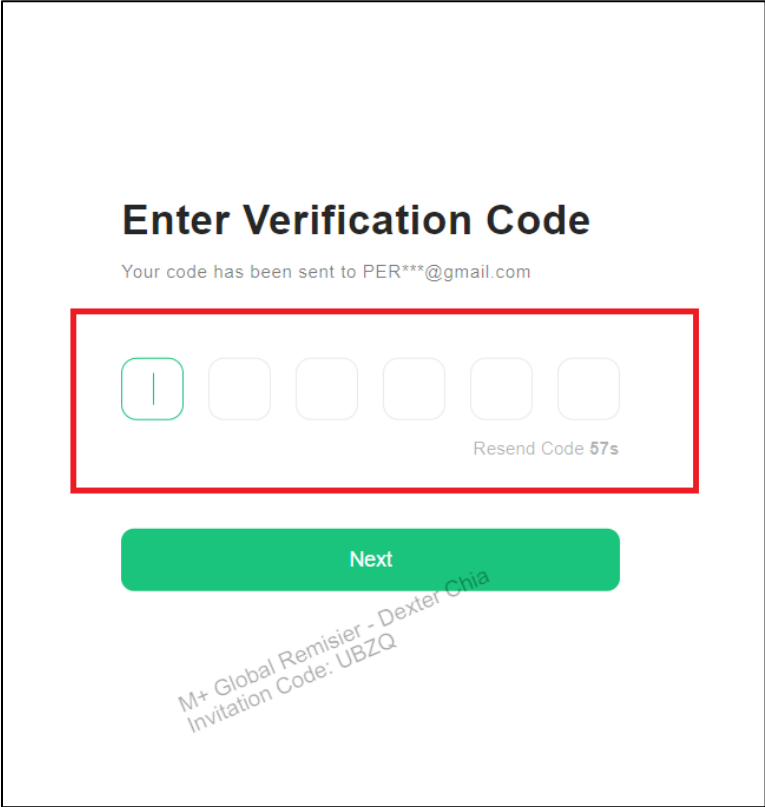 Enter Verification Code
Your code has been sent to PER***@gmail.com
Resend Code 57s
Next
M+ Global Remisier - Dexter Chia
Invitation Code: UBZQ